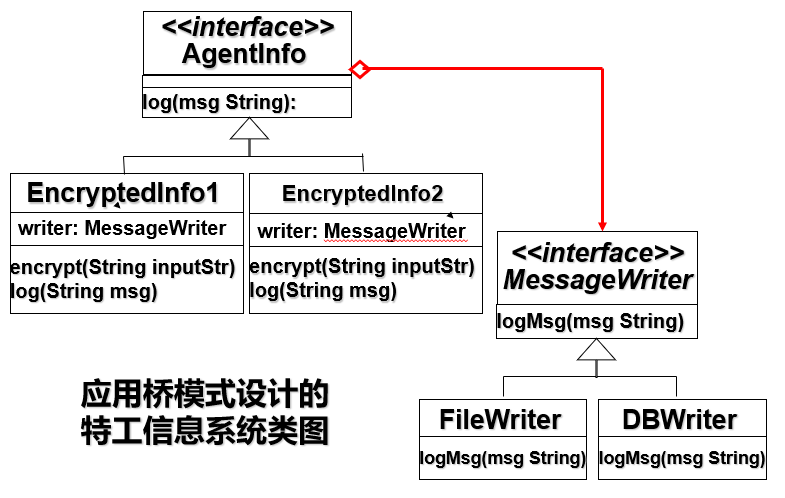 <<interface>>
AgentInfo
log(msg String):
EncryptedInfo1
writer: MessageWriter
encrypt(String inputStr)
log(String msg)
EncryptedInfo2
writer: MessageWriter
encrypt(String inputStr)
log(String msg)
<<interface>>
MessageWriter
logMsg(msg String)
FileWriter
logMsg(msg String)
DBWriter
logMsg(msg String)
应用桥模式设计的
特工信息系统类图